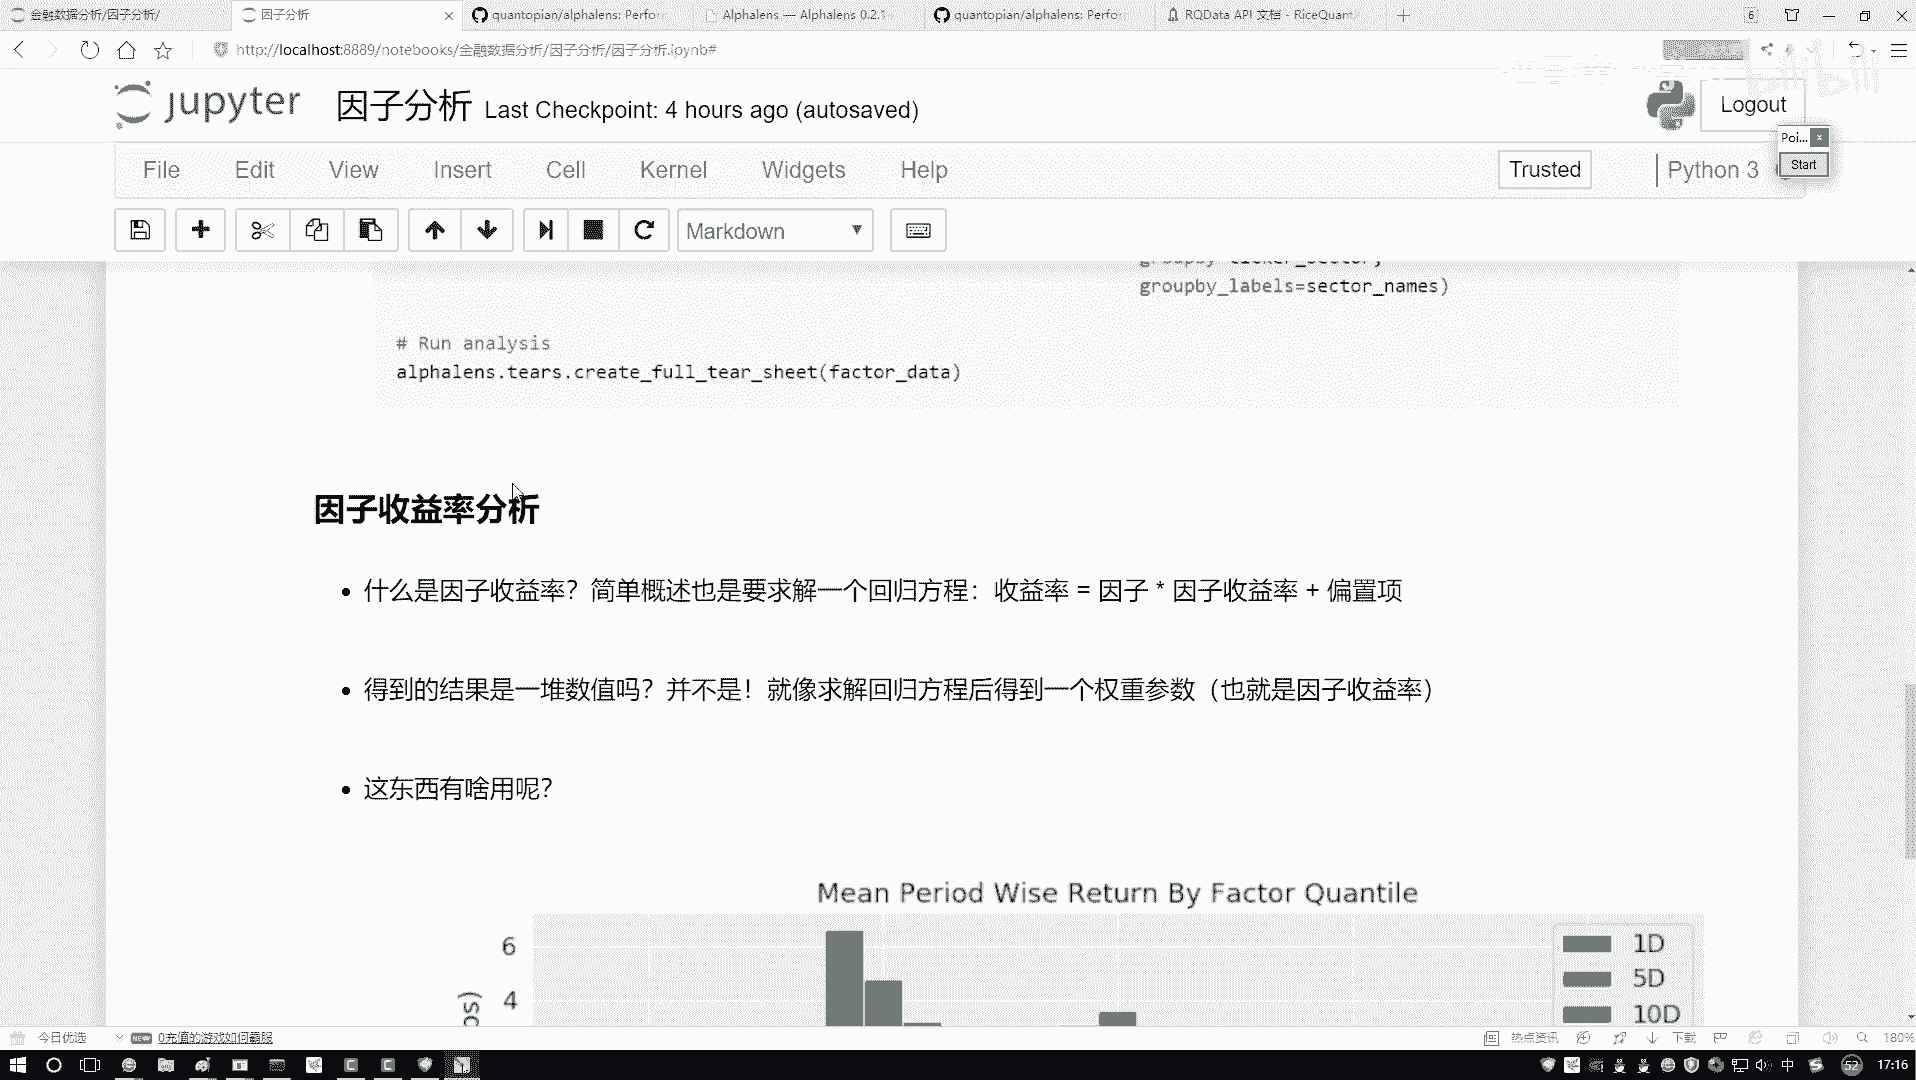 金融数据分析/因子分析/
因子分析
quantopian/alphalens: Perfor
Alphalens — Alphalens 0.2.1
quantopian/alphalens: Perfor
RQData API 文档 - RiceQuant
6
http://localhost:8889/notebooks/金融数据分析/因子分析/因子分析.ipynb#
bilibili
jupyter
因子分析 Last Checkpoint: 4 hours ago (autosaved)
Logout
Poi...
Start
File Edit View Insert Cell Kernel Widgets Help
Trusted
Python 3
Markdown
groupby_labels=sector_names)
# Run analysis
alphalens.tears.create_full_tear_sheet(factor_data)
因子收益率分析
什么是因子收益率？简单概述也是要求解一个回归方程：收益率 = 因子 * 因子收益率 + 偏置项
得到的结果是一堆数值吗？并不是！就像求解回归方程后得到一个权重参数（也就是因子收益率）
这东西有啥用呢？
Mean Period Wise Return By Factor Quantile
6
4
1D
5D
10D
今日优选
NEW
0充值的游戏如何霸服
热点资讯
下载
180%
中
52
17:16